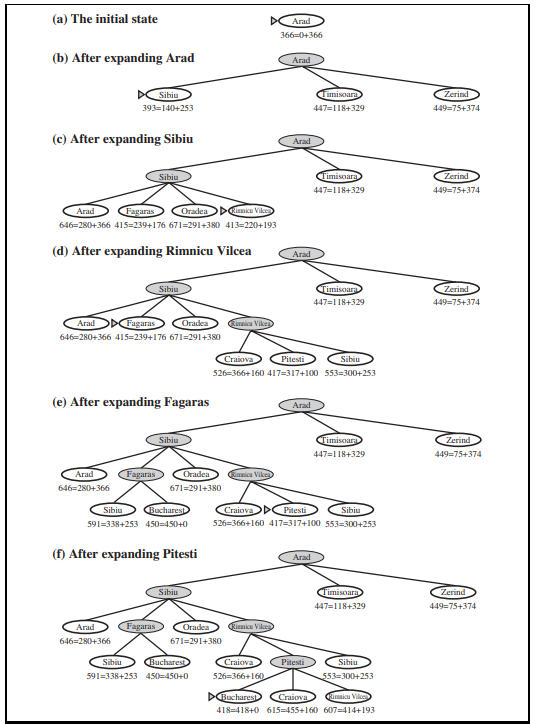 (a) The initial state
Arad
366=0+366
(b) After expanding Arad
Arad
Sibiu Timisoara Zerind
393=140+253 447=118+329 449=75+374
(c) After expanding Sibiu
Arad
Sibiu Timisoara Zerind
447=118+329 449=75+374
Arad Fagaras Oradea Rimnicu Vilcea
646=280+366 415=239+176 671=291+380 413=220+193
(d) After expanding Rimnicu Vilcea
Arad
Sibiu Timisoara Zerind
447=118+329 449=75+374
Arad Fagaras Oradea Rimnicu Vilcea
646=280+366 415=239+176 671=291+380
Craiova Pitesti Sibiu
526=366+160 417=317+100 553=300+253
(e) After expanding Fagaras
Arad
Sibiu Timisoara Zerind
447=118+329 449=75+374
Arad Fagaras Oradea Rimnicu Vilcea
646=280+366 671=291+380
Sibiu Bucharest Craiova Pitesti Sibiu
591=338+253 450=450+0 526=366+160 417=317+100 553=300+253
(f) After expanding Pitesti
Arad
Sibiu Timisoara Zerind
447=118+329 449=75+374
Arad Fagaras Oradea Rimnicu Vilcea
646=280+366 671=291+380
Sibiu Bucharest Craiova Pitesti Sibiu
591=338+253 450=450+0 526=366+160 553=300+253
Bucharest Craiova Rimnicu Vilcea
418=418+0 615=455+160 607=414+193